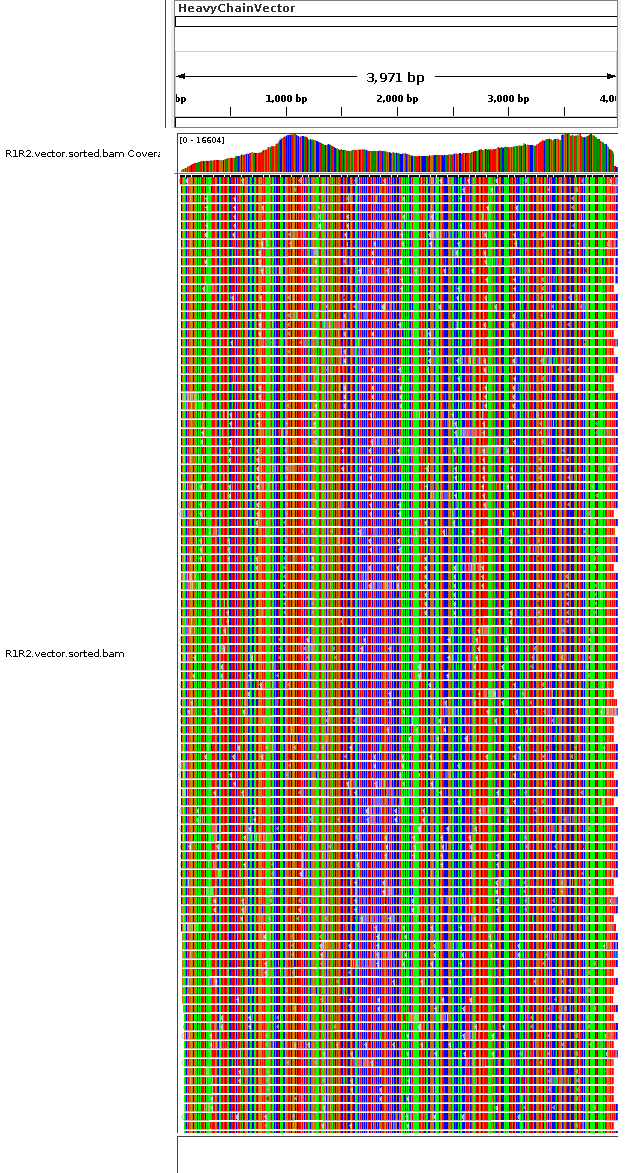 HeavyChainVector
3,971 bp
bp 1,000 bp 2,000 bp 3,000 bp 4,0
[0 - 16604]
R1R2.vector.sorted.bam Covera
R1R2.vector.sorted.bam